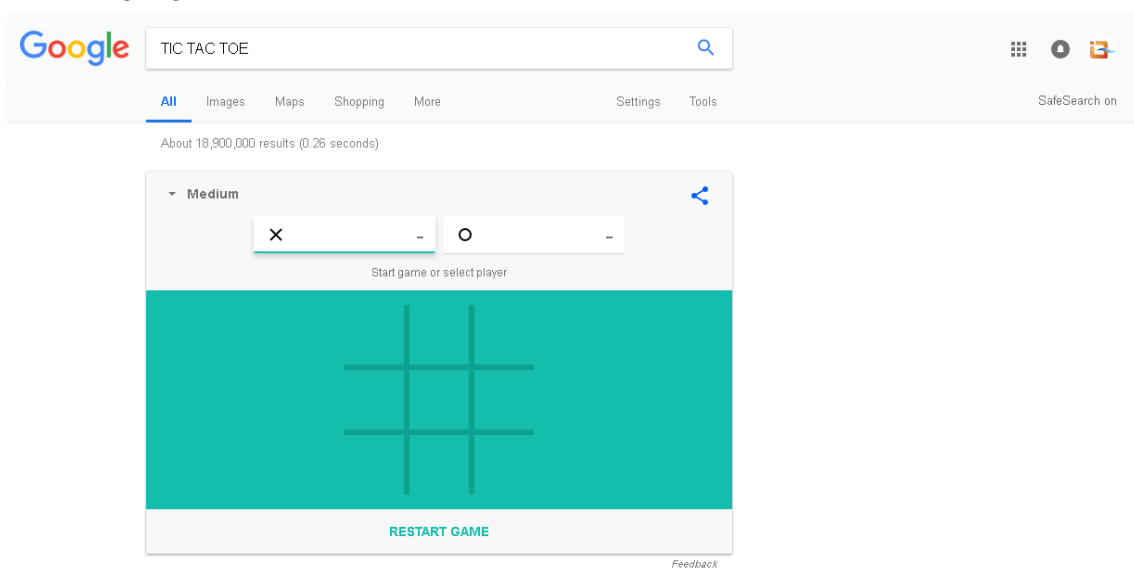 Google TIC TAC TOE
All Images Maps Shopping More Settings Tools SafeSearch on
About 18,900,000 results (0.26 seconds)
Medium
X - O -
Start game or select player
RESTART GAME
Feedback